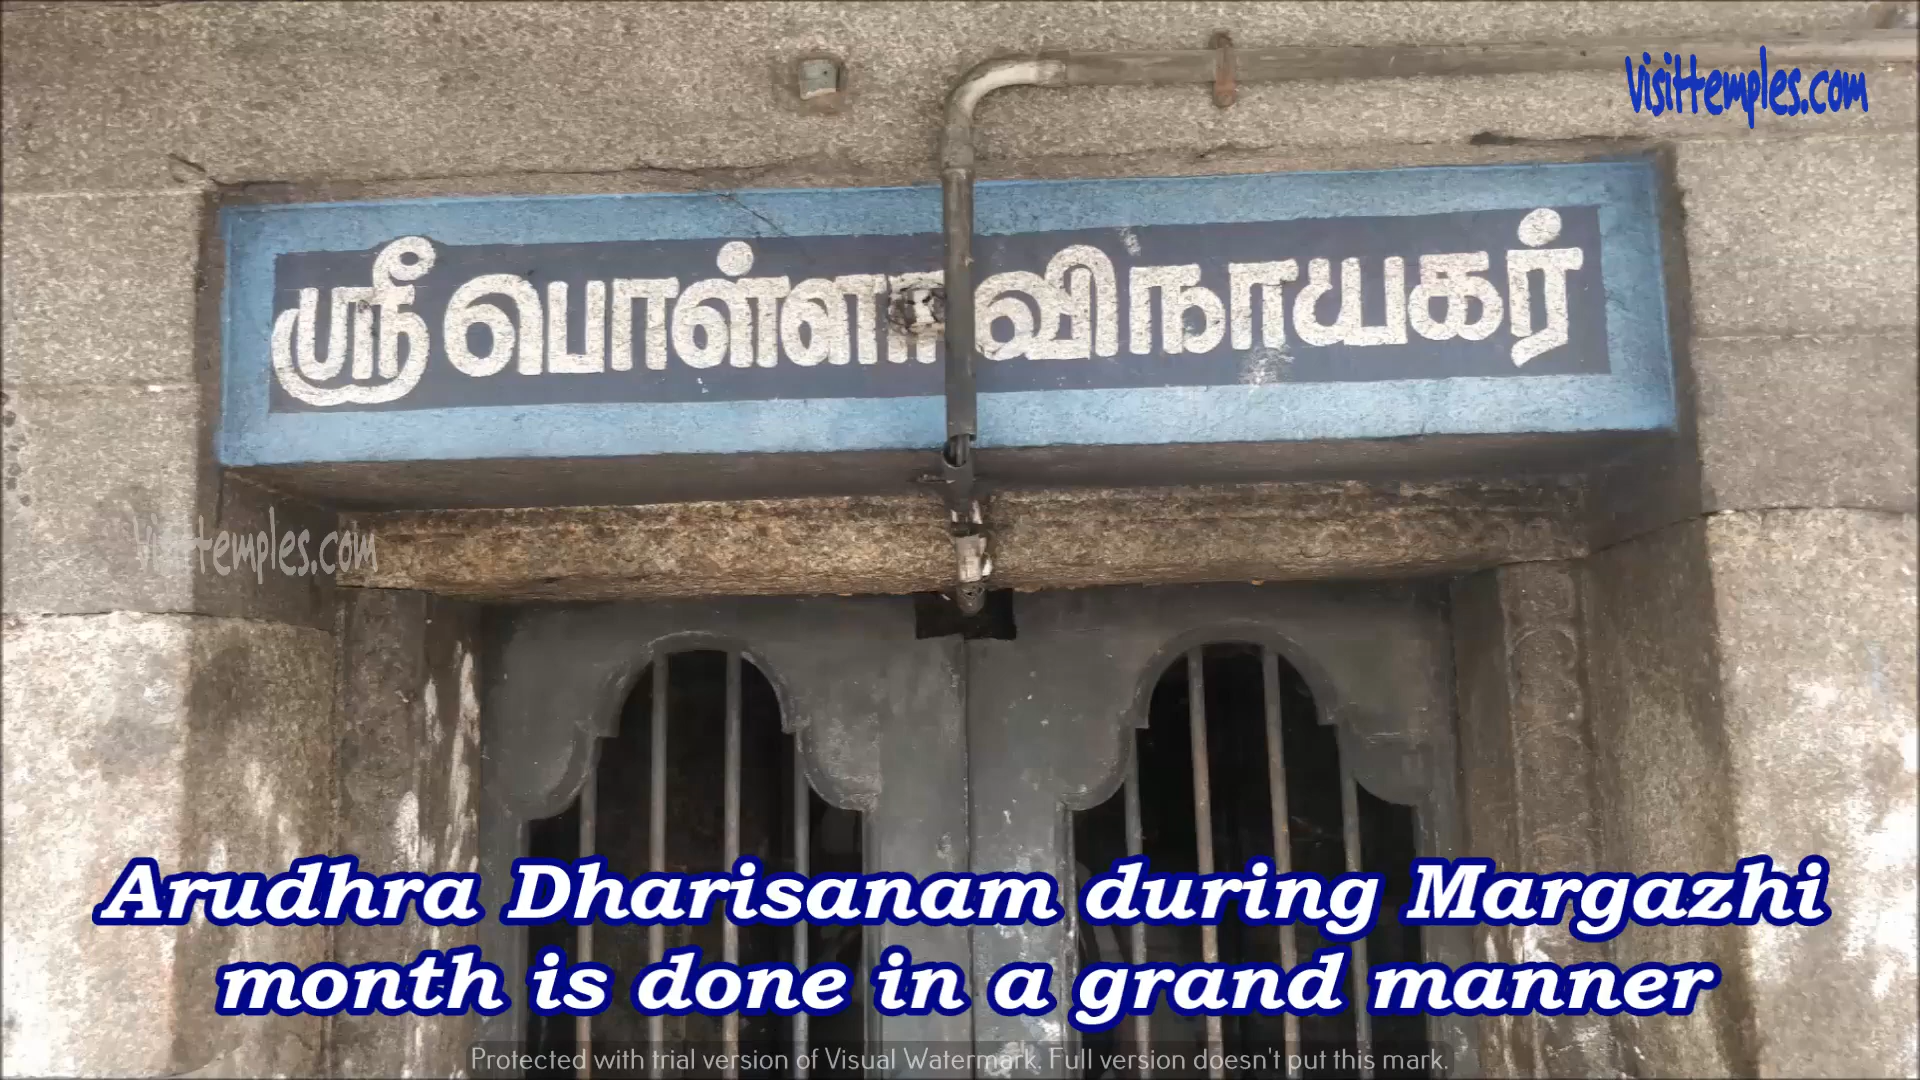 Visittemples.com
ஸ்ரீ பொள்ளா விநாயகர்
Visittemples.com
Arudhra Dharisanam during Margazhi
month is done in a grand manner
Protected with trial version of Visual Watermark. Full version doesn't put this mark.